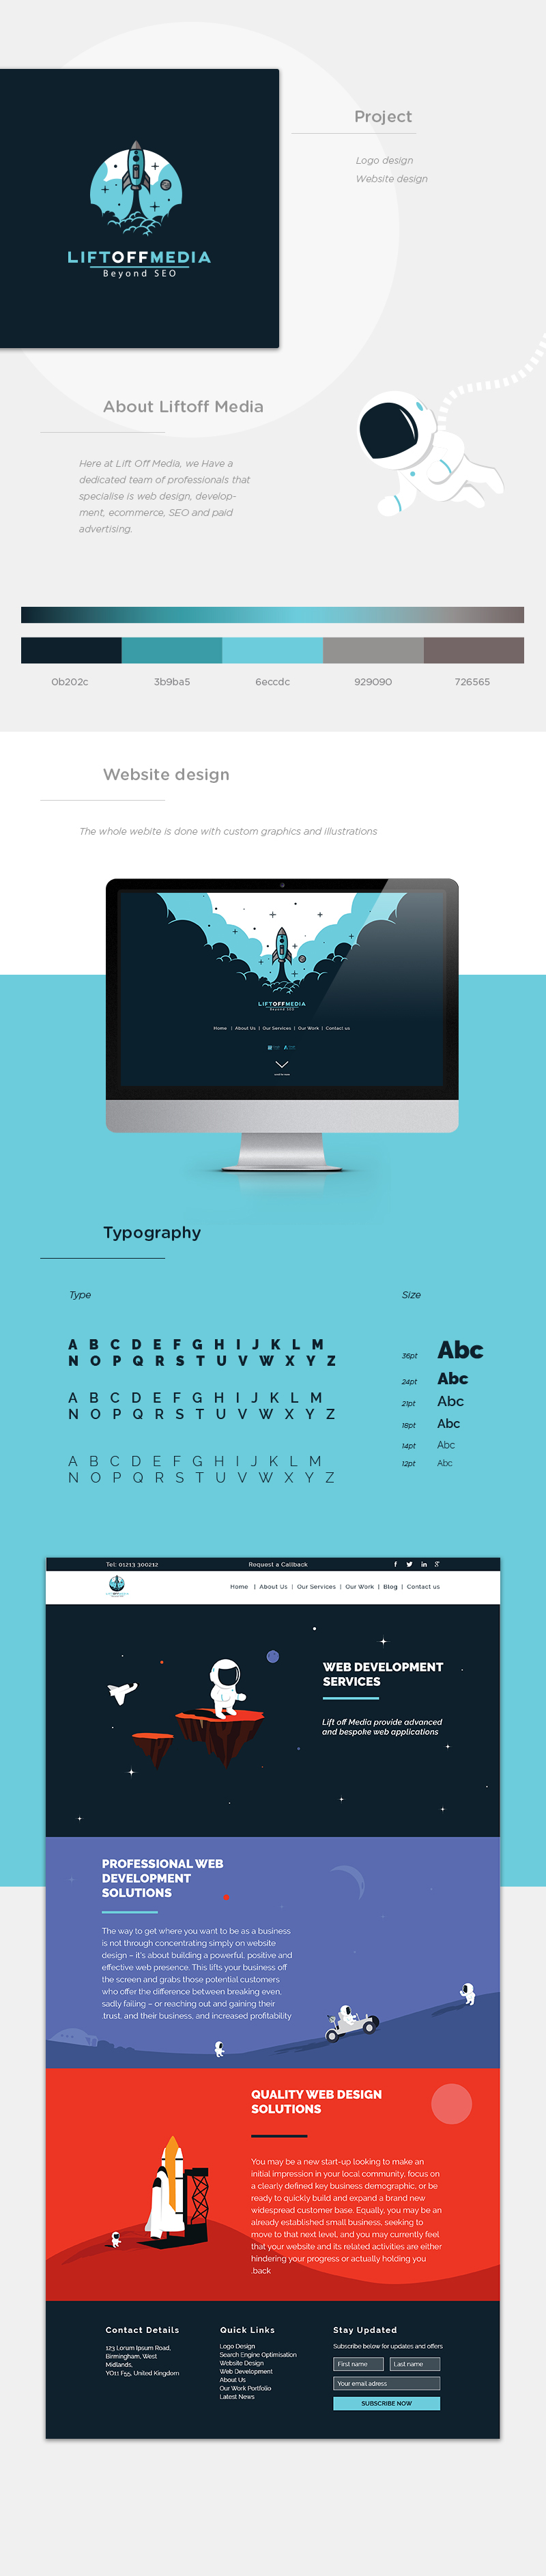 LIFTOFFMEDIA
Beyond SEO
Project
Logo design
Website design
About Liftoff Media
Here at Lift Off Media, we Have a
dedicated team of professionals that
specialise is web design, develop-
ment, ecommerce, SEO and paid
advertising.
0b202c
3b9ba5
6eccdc
929090
726565
Website design
The whole webite is done with custom graphics and illustrations
LIFTOFFMEDIA
Beyond SEO
Home | About Us | Our Services | Our Work | Contact us
Typography
Type
Size
A B C D E F G H I J K L M
N O P Q R S T U V W X Y Z
A B C D E F G H I J K L M
N O P Q R S T U V W X Y Z
A B C D E F G H I J K L M
N O P Q R S T U V W X Y Z
36pt Abc
24pt Abc
21pt Abc
18pt Abc
14pt Abc
12pt Abc
Tel: 01213 300212
Request a Callback
LIFTOFFMEDIA
Home | About Us | Our Services | Our Work | Blog | Contact us
WEB DEVELOPMENT
SERVICES
Lift off Media provide advanced
and bespoke web applications
PROFESSIONAL WEB
DEVELOPMENT
SOLUTIONS
The way to get where you want to be as a business
is not through concentrating simply on website
design – it's about building a powerful, positive and
effective web presence. This lifts your business off
the screen and grabs those potential customers
who offer the difference between breaking even,
sadly failing – or reaching out and gaining their
.trust, and their business, and increased profitability
QUALITY WEB DESIGN
SOLUTIONS
You may be a new start-up looking to make an
initial impression in your local community, focus on
a clearly defined key business demographic, or be
ready to quickly build and expand a brand new
widespread customer base. Equally, you may be an
already established small business, seeking to
move to that next level, and you may currently feel
that your website and its related activities are either
hindering your progress or actually holding you
.back
Contact Details
123 Lorum Ipsum Road,
Birmingham, West
Midlands,
YO11 F55, United Kingdom
Quick Links
Logo Design
Search Engine Optimisation
Website Design
Web Development
About Us
Our Work Portfolio
Latest News
Stay Updated
Subscribe below for updates and offers
First name
Last name
Your email adress
SUBSCRIBE NOW